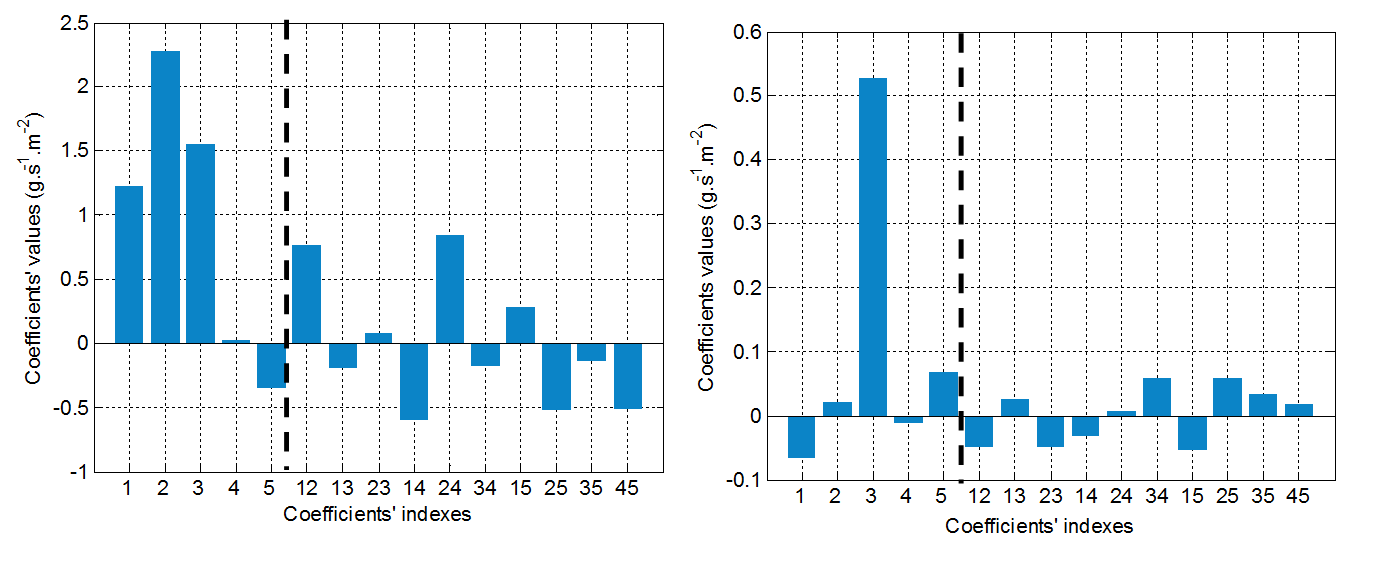 2.5
2
1.5
1
0.5
0
-0.5
-1
Coefficients' values (g.s-1.m-2)
1 2 3 4 5 12 13 23 14 24 34 15 25 35 45
Coefficients' indexes
0.6
0.5
0.4
0.3
0.2
0.1
0
-0.1
Coefficients values (g.s-1.m-2)
1 2 3 4 5 12 13 23 14 24 34 15 25 35 45
Coefficients' indexes